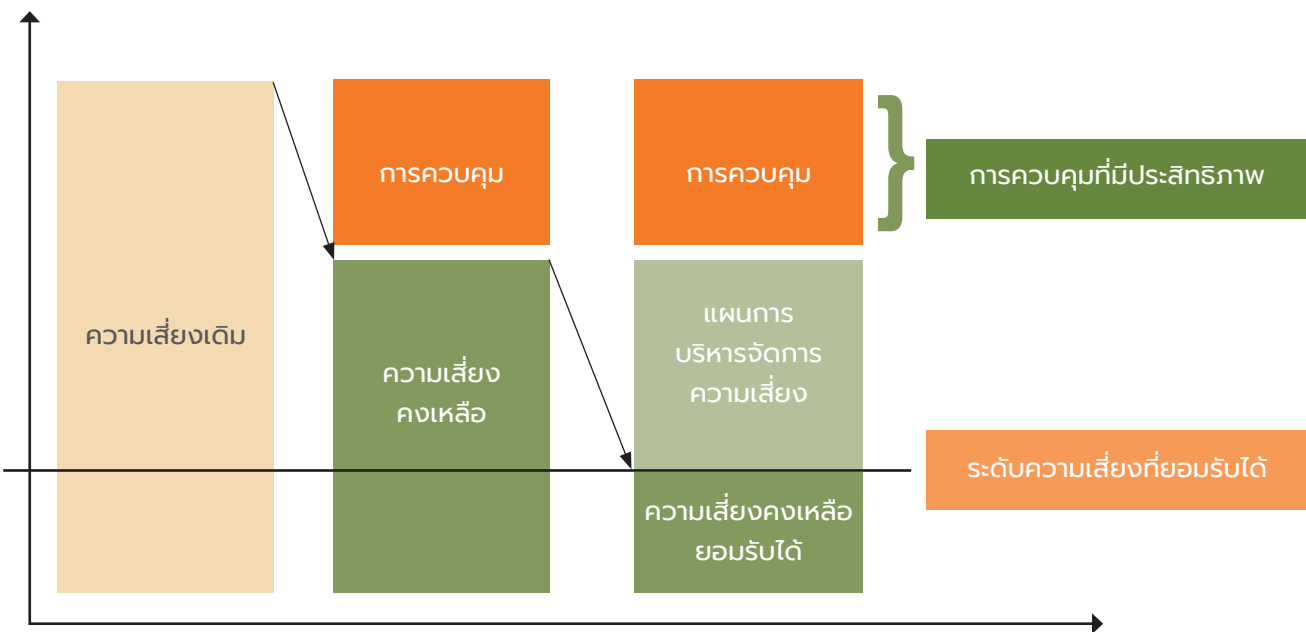 การควบคุม
การควบคุม
การควบคุมที่มีประสิทธิภาพ
ความเสี่ยงเดิม
ความเสี่ยง
คงเหลือ
แผนการ
บริหารจัดการ
ความเสี่ยง
ระดับความเสี่ยงที่ยอมรับได้
ความเสี่ยงคงเหลือ
ยอมรับได้